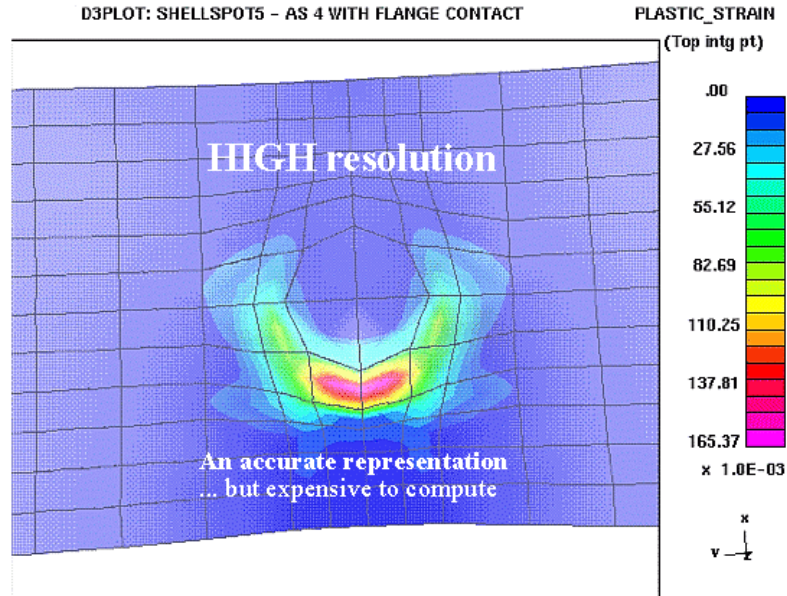 D3PLOT: SHELLSPOT5 - AS 4 WITH FLANGE CONTACT
PLASTIC_STRAIN
(Top intg pt)
.00
27.56
55.12
82.69
110.25
137.81
165.37
x 1.0E-03
HIGH resolution
An accurate representation
... but expensive to compute
X
Y
Z